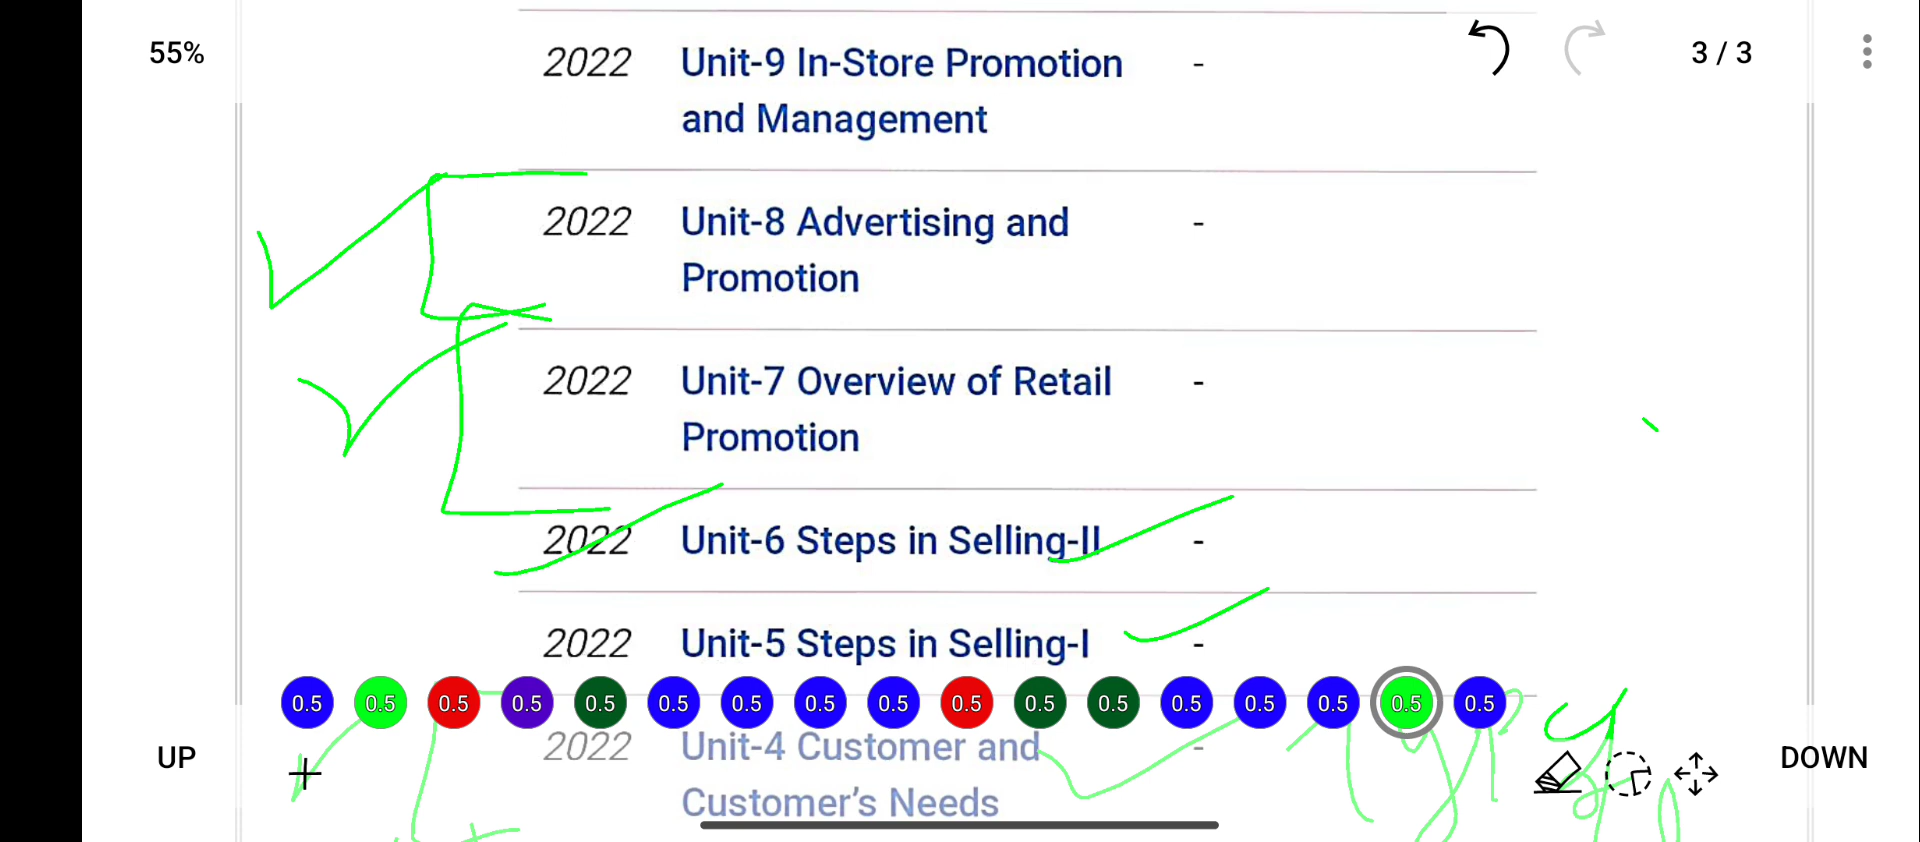 55%
3 / 3
2022 Unit-9 In-Store Promotion -
and Management
2022 Unit-8 Advertising and -
Promotion
2022 Unit-7 Overview of Retail -
Promotion
2022 Unit-6 Steps in Selling-II -
2022 Unit-5 Steps in Selling-I -
0.5 0.5 0.5 0.5 0.5 0.5 0.5 0.5 0.5 0.5 0.5 0.5 0.5 0.5 0.5 0.5 0.5
2022 Unit-4 Customer and -
UP
DOWN
Customer’s Needs